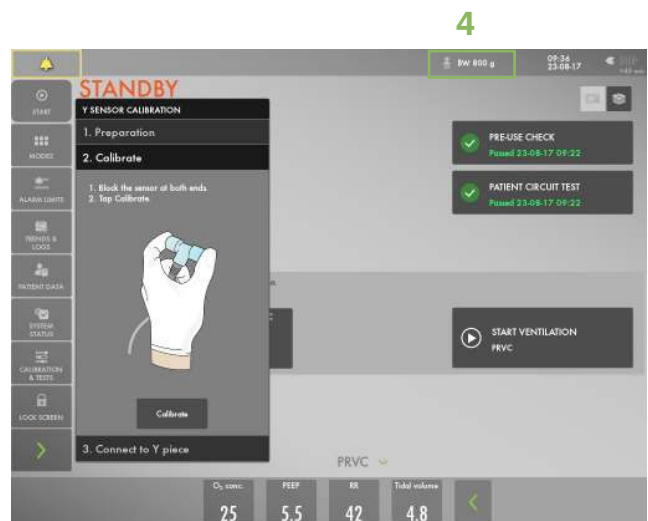 4
BW 800 g
09:36
23-08-17
STANDBY
START
MODES
ALARM LIMITS
TRENDS &
LOGS
PATIENT DATA
SYSTEM
STATUS
CALIBRATION
& TESTS
LOCK SCREEN
Y SENSOR CALIBRATION
1. Preparation
2. Calibrate
1. Block the sensor at both ends.
2. Tap Calibrate.
Calibrate
3. Connect to Y piece
PRE-USE CHECK
Passed 23-08-17 09:22
PATIENT CIRCUIT TEST
Passed 23-08-17 09:22
START VENTILATION
PRVC
PRVC
O₂ conc. PEEP RR Tidal volume
25 5.5 42 4.8